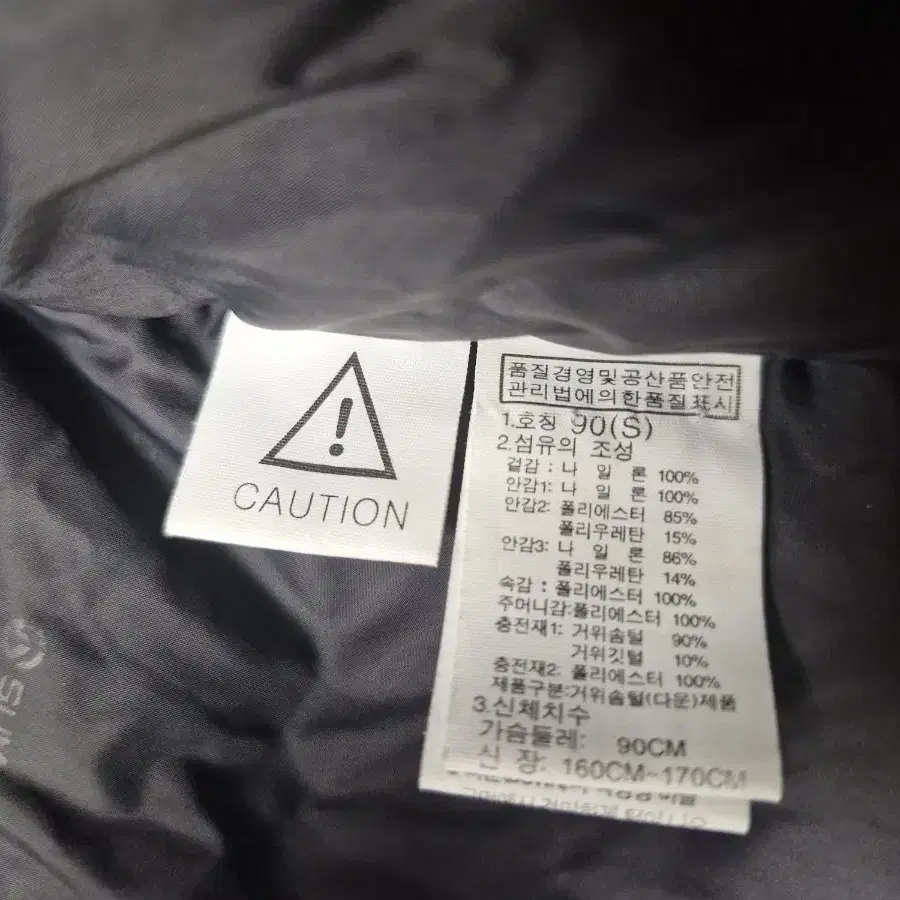 CAUTION
품질경영및공산품안전
관리법에의한품질표시
1.호칭 90(S)
2.섬유의 조성
겉감 : 나 일 론 100%
안감1: 나 일 론 100%
안감2: 폴리에스터 85%
폴리우레탄 15%
안감3: 나 일 론 86%
폴리우레탄 14%
속감 : 폴리에스터 100%
주머니감:폴리에스터 100%
충전재1: 거위솜털 90%
거위깃털 10%
충전재2: 폴리에스터 100%
제품구분:거위솜털(다운)제품
3.신체치수
가슴둘레: 90CM
신 장: 160CM~170CM